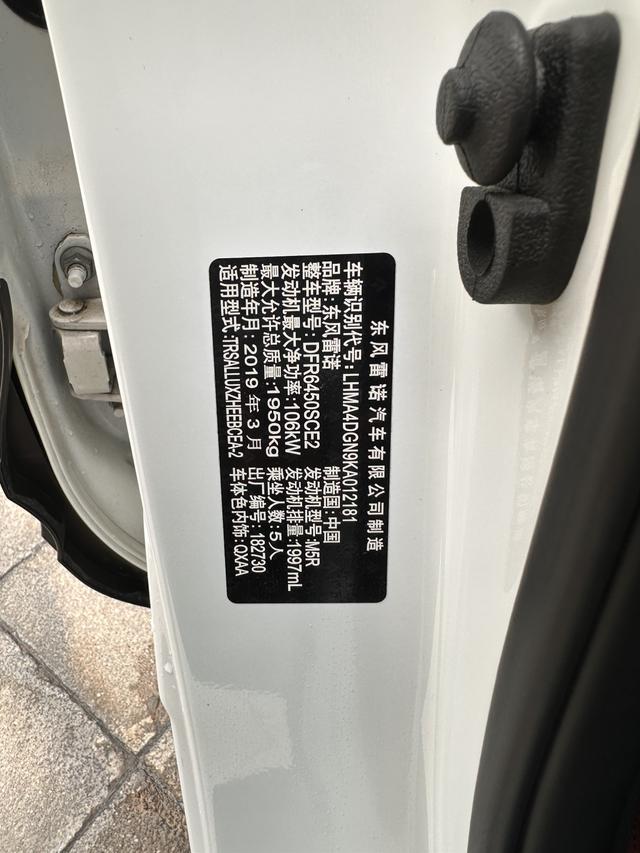 东风雷诺汽车有限公司制造
车辆识别代号:LHMA4DGN9KA012181
品牌:东风雷诺 制造国:中国
整车型号:DFR6450SCE2 发动机型号:M5R
发动机最大净功率:106kW 发动机排量:1997mL
最大允许总质量:1950kg 乘坐人数:5人
制造年月:2019年3月 出厂编号:182730
适用型式:TRSALLUXZHEEBCEA-2 车体色内饰:QXAA